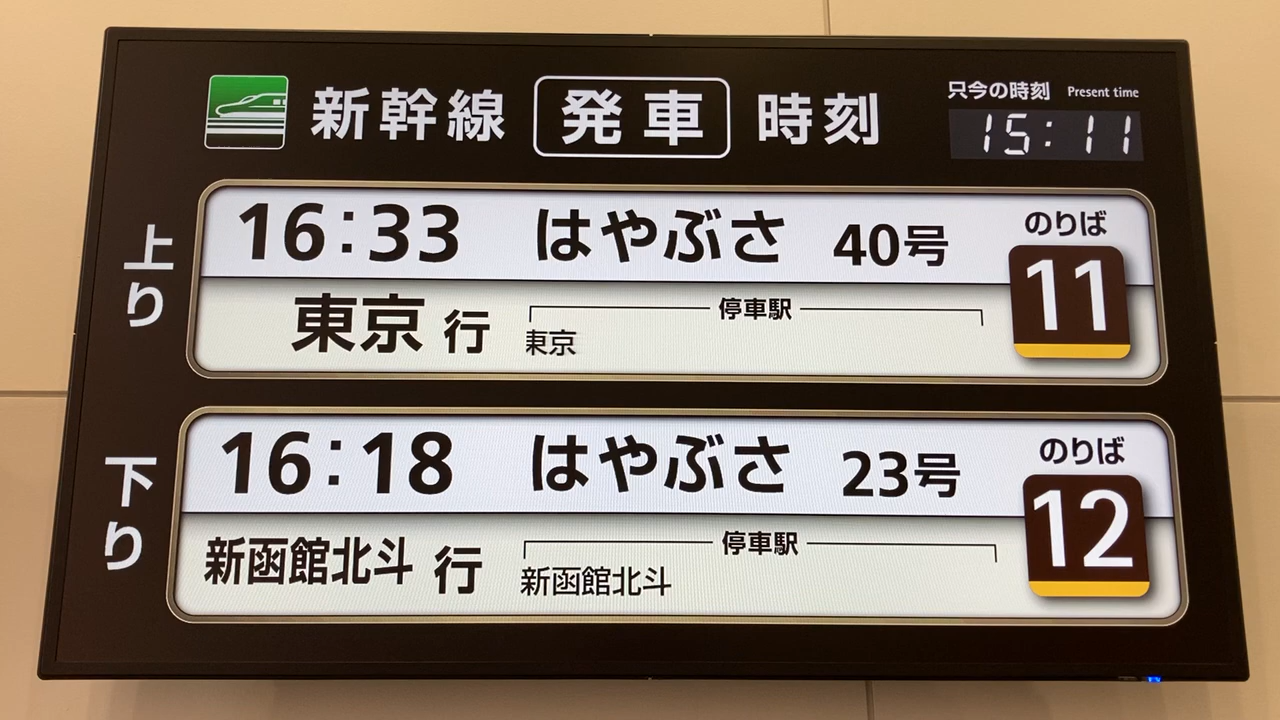 新幹線 発車 時刻
只今の時刻 Present time
15:11
上り
16:33 はやぶさ 40号 のりば
11
東京 行 停車駅
東京
下り
16:18 はやぶさ 23号 のりば
12
新函館北斗 行 停車駅
新函館北斗